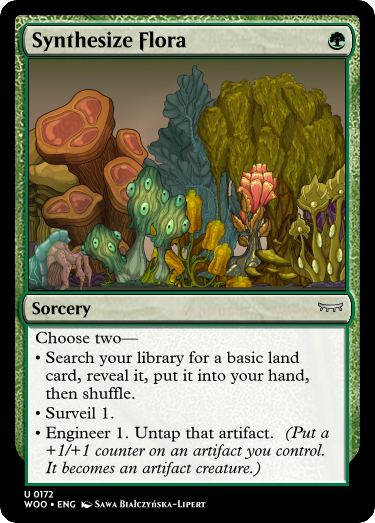 Synthesize Flora
Sorcery
Choose two—
• Search your library for a basic land
card, reveal it, put it into your hand,
then shuffle.
• Surveil 1.
• Engineer 1. Untap that artifact. (Put a
+1/+1 counter on an artifact you control.
It becomes an artifact creature.)
U 0172
WOO • ENG Sawa Białczyńska-Lipert